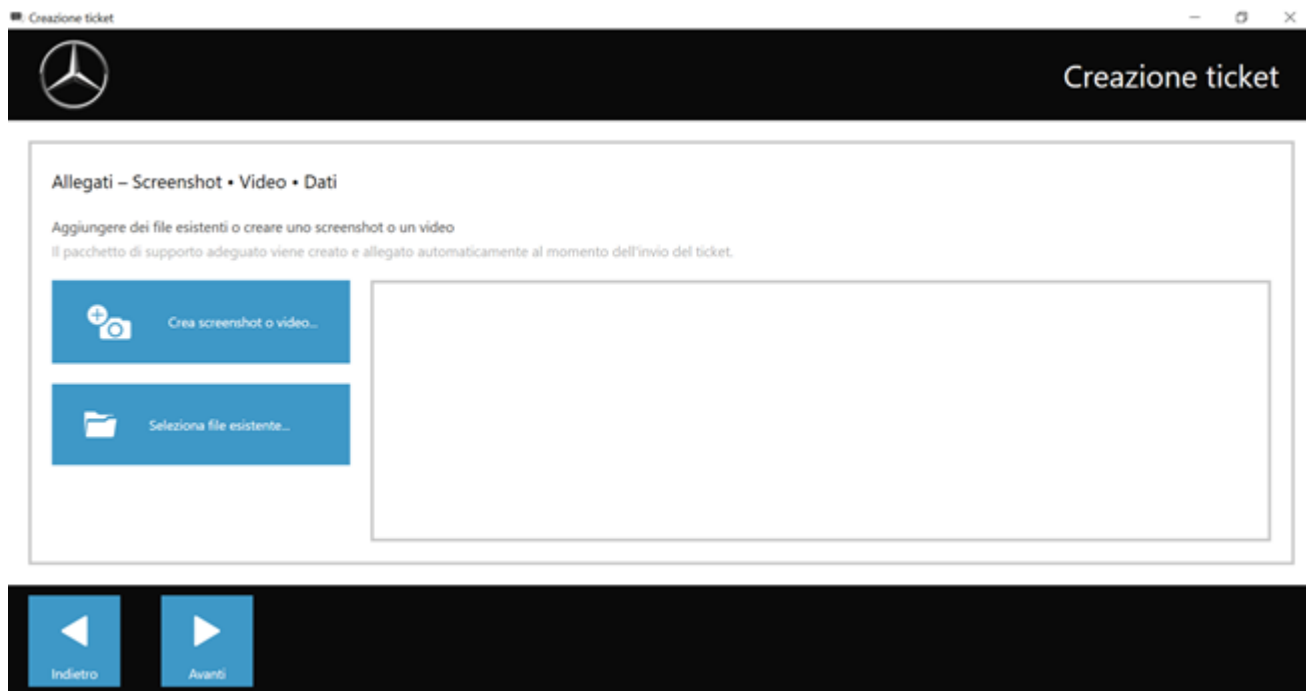 Creazione ticket
Creazione ticket
Allegati – Screenshot • Video • Dati
Aggiungere dei file esistenti o creare uno screenshot o un video
Il pacchetto di supporto adeguato viene creato e allegato automaticamente al momento dell'invio del ticket.
Crea screenshot o video...
Seleziona file esistente...
Indietro
Avanti